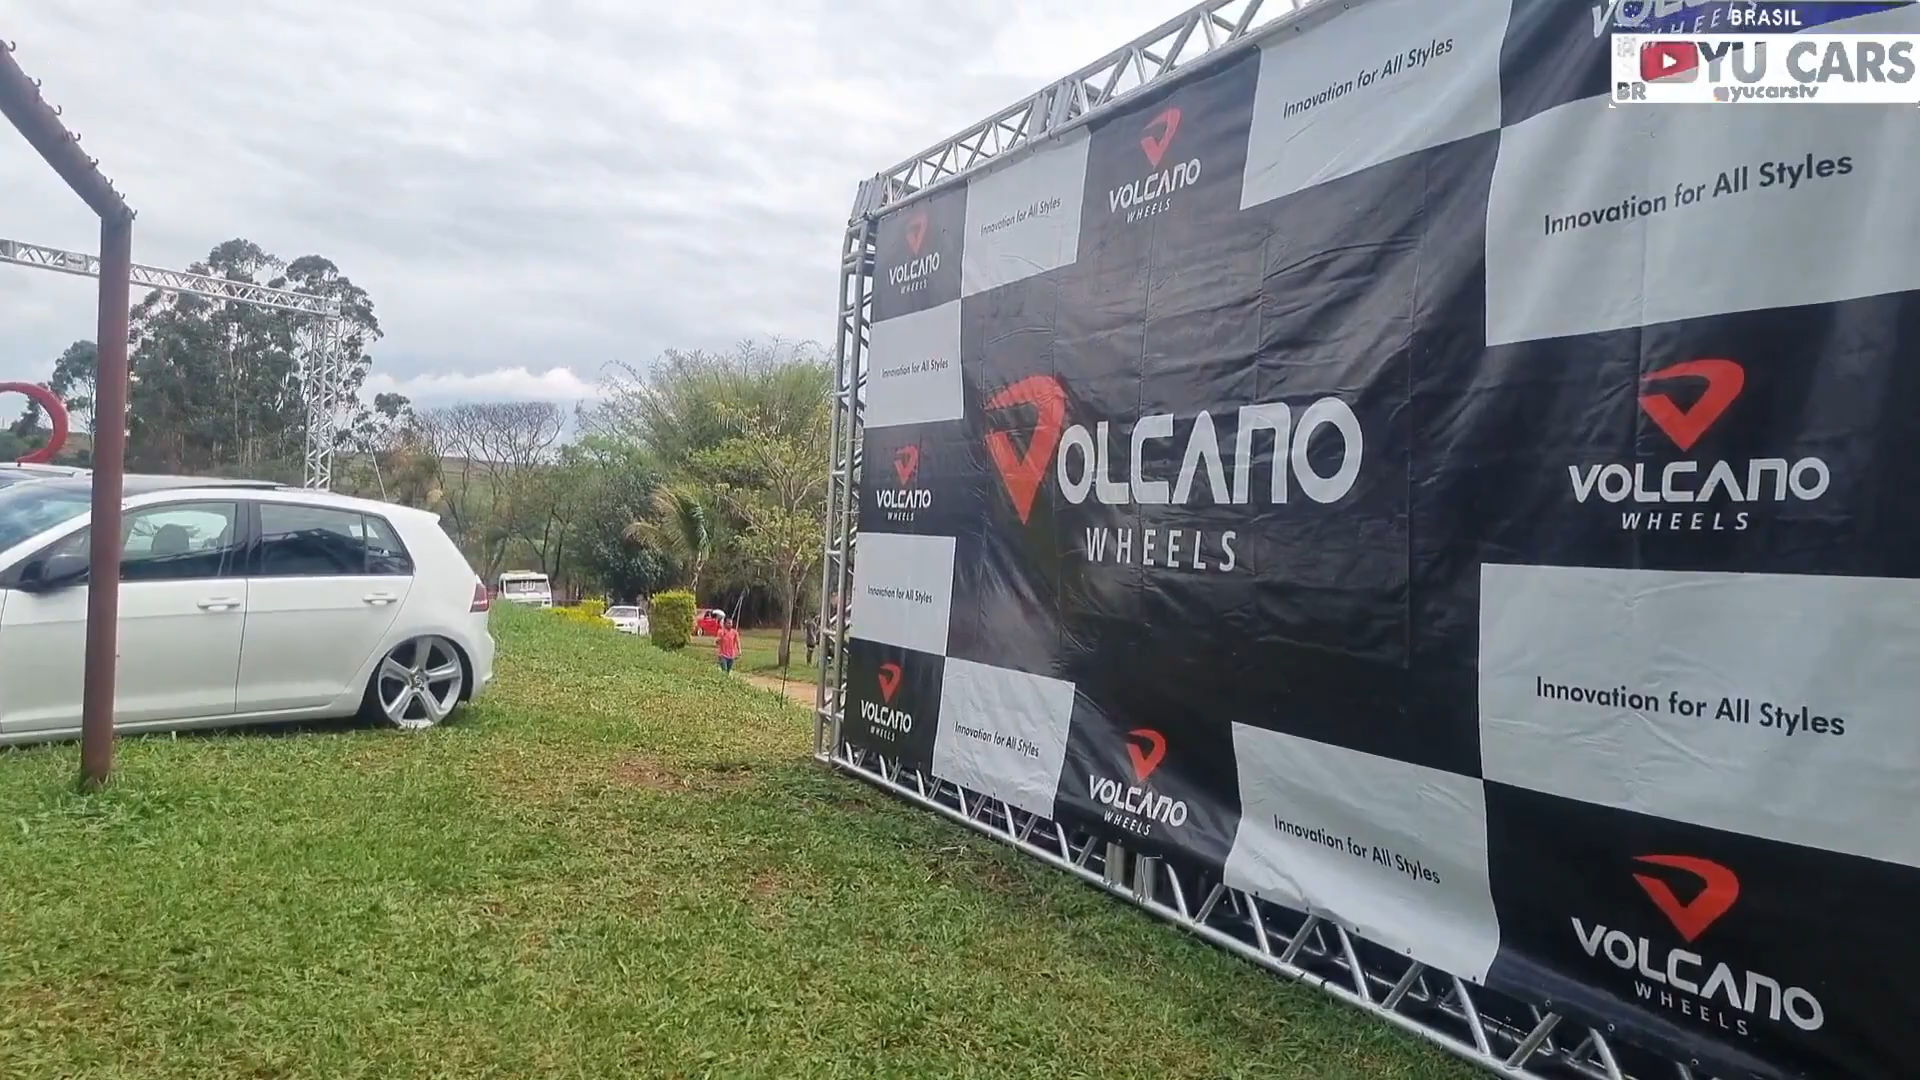 BRASIL
YU CARS
BR @yucarstv
VOLCANO
WHEELS
Innovation for All Styles
VOLCANO
WHEELS
Innovation for All Styles
Innovation for All Styles
VOLCANO
WHEELS
Innovation for All Styles
VOLCANO
WHEELS
VOLCANO
WHEELS
VOLCANO
WHEELS
Innovation for All Styles
Innovation for All Styles
VOLCANO
WHEELS
Innovation for All Styles
VOLCANO
WHEELS
Innovation for All Styles
VOLCANO
WHEELS